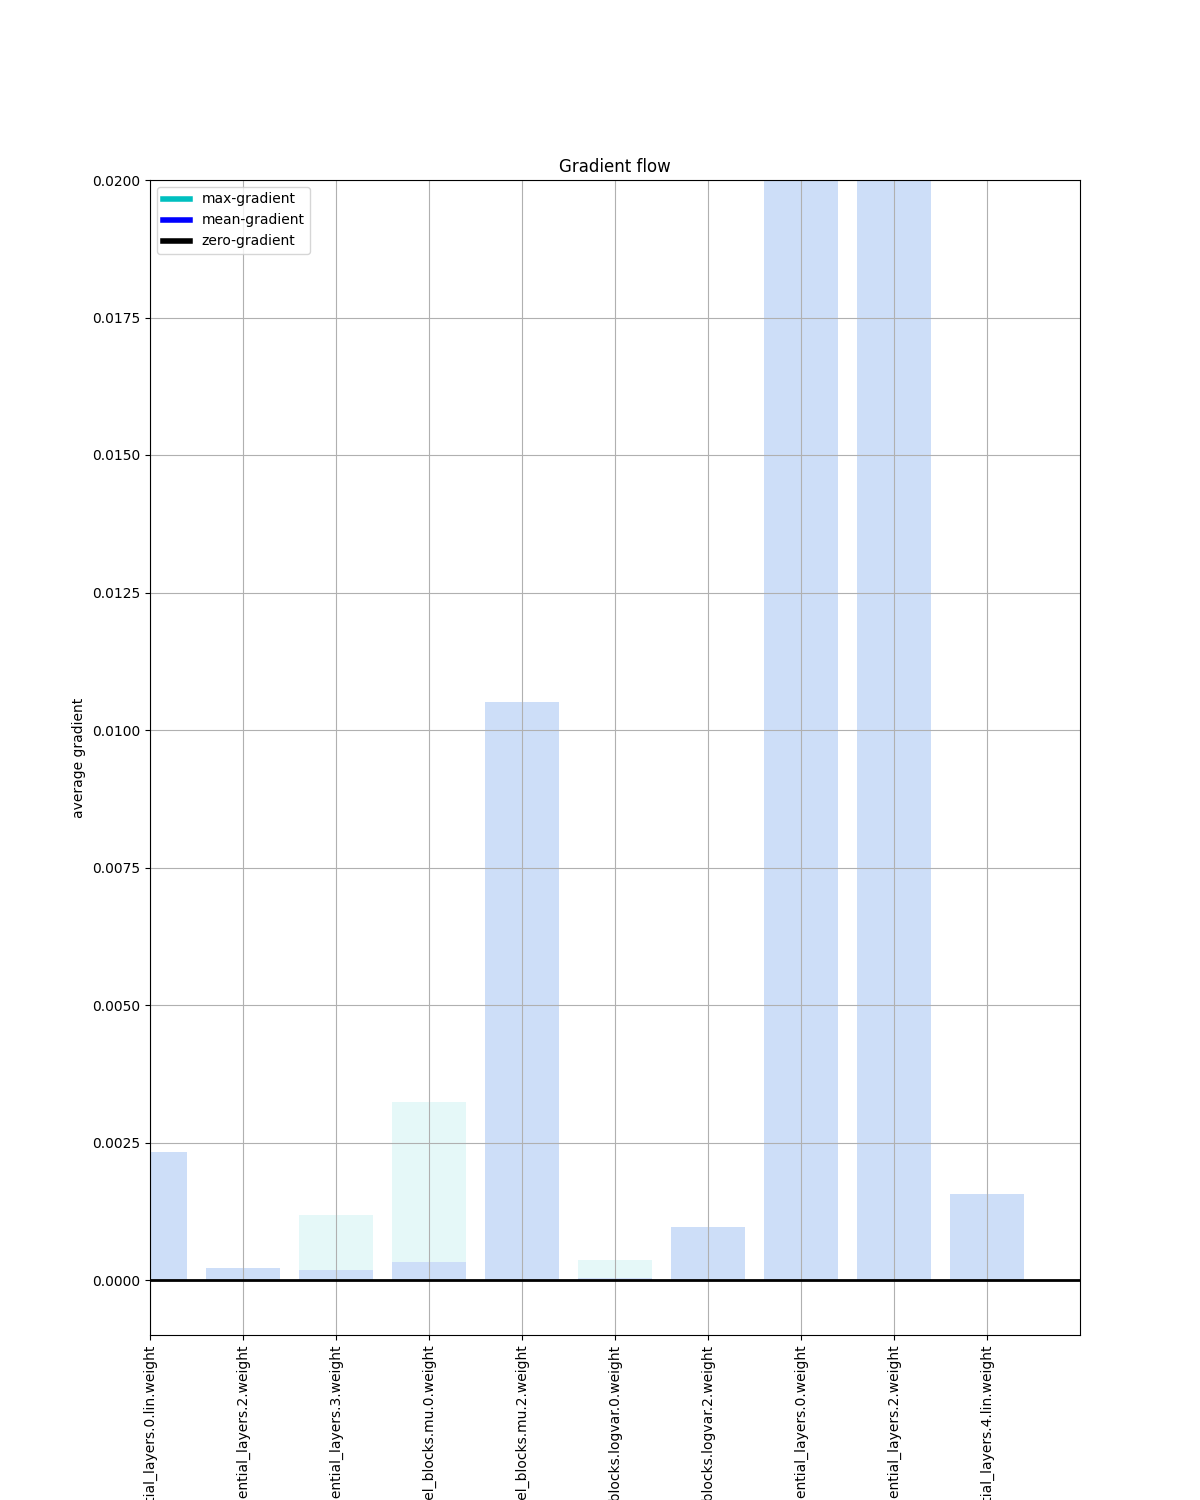 Gradient flow
max-gradient
mean-gradient
zero-gradient
0.0200
0.0175
0.0150
0.0125
0.0100
0.0075
0.0050
0.0025
0.0000
average gradient
tial_layers.0.lin.weight
ential_layers.2.weight
ential_layers.3.weight
el_blocks.mu.0.weight
el_blocks.mu.2.weight
blocks.logvar.0.weight
blocks.logvar.2.weight
ential_layers.0.weight
ential_layers.2.weight
tial_layers.4.lin.weight